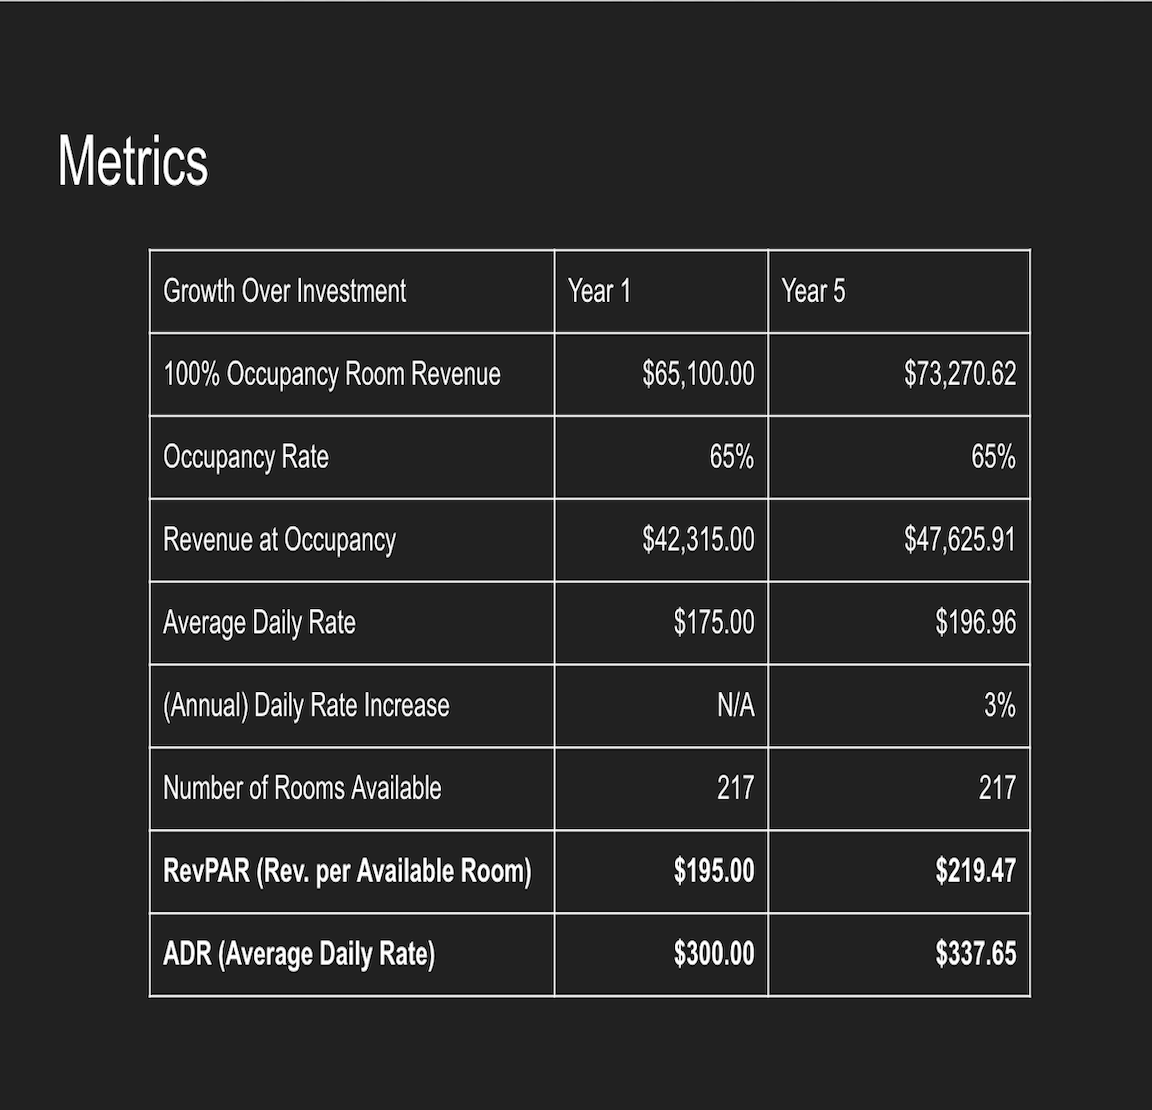 Metrics
Growth Over Investment Year 1 Year 5
100% Occupancy Room Revenue $65,100.00 $73,270.62
Occupancy Rate 65% 65%
Revenue at Occupancy $42,315.00 $47,625.91
Average Daily Rate $175.00 $196.96
(Annual) Daily Rate Increase N/A 3%
Number of Rooms Available 217 217
RevPAR (Rev. per Available Room) $195.00 $219.47
ADR (Average Daily Rate) $300.00 $337.65